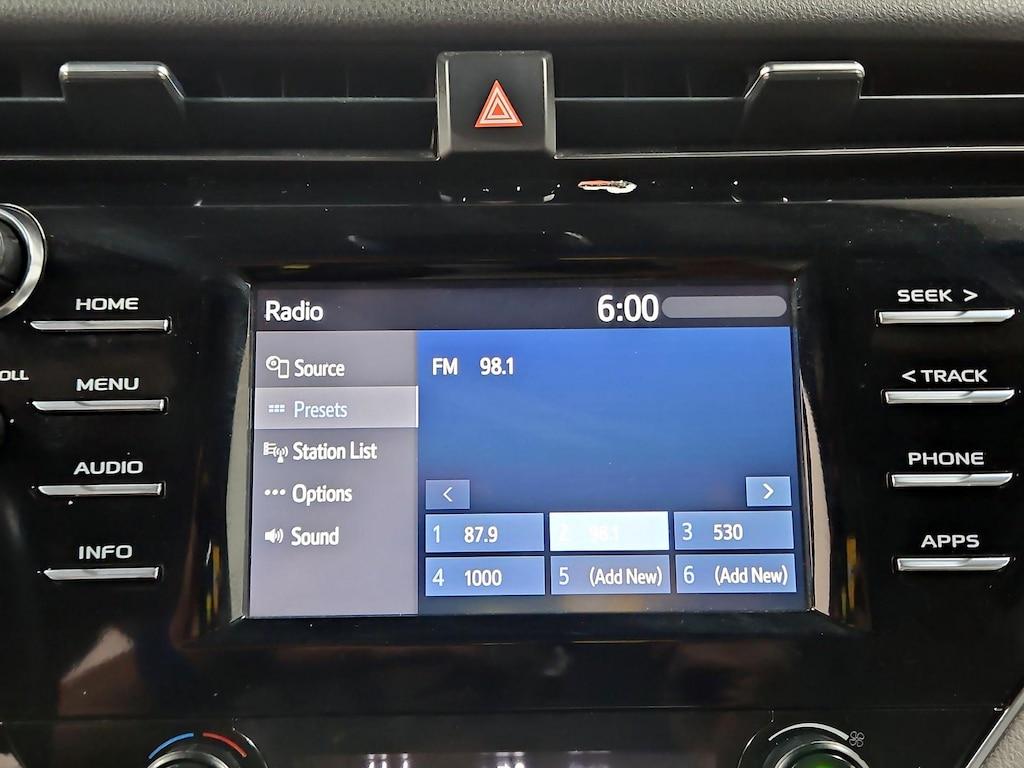 HOME
MENU
AUDIO
INFO
OLL
Radio 6:00
Source
Presets
Station List
Options
Sound
FM 98.1
< >
1 87.9
2 98.1
3 530
4 1000
5 (Add New)
6 (Add New)
SEEK >
< TRACK
PHONE
APPS